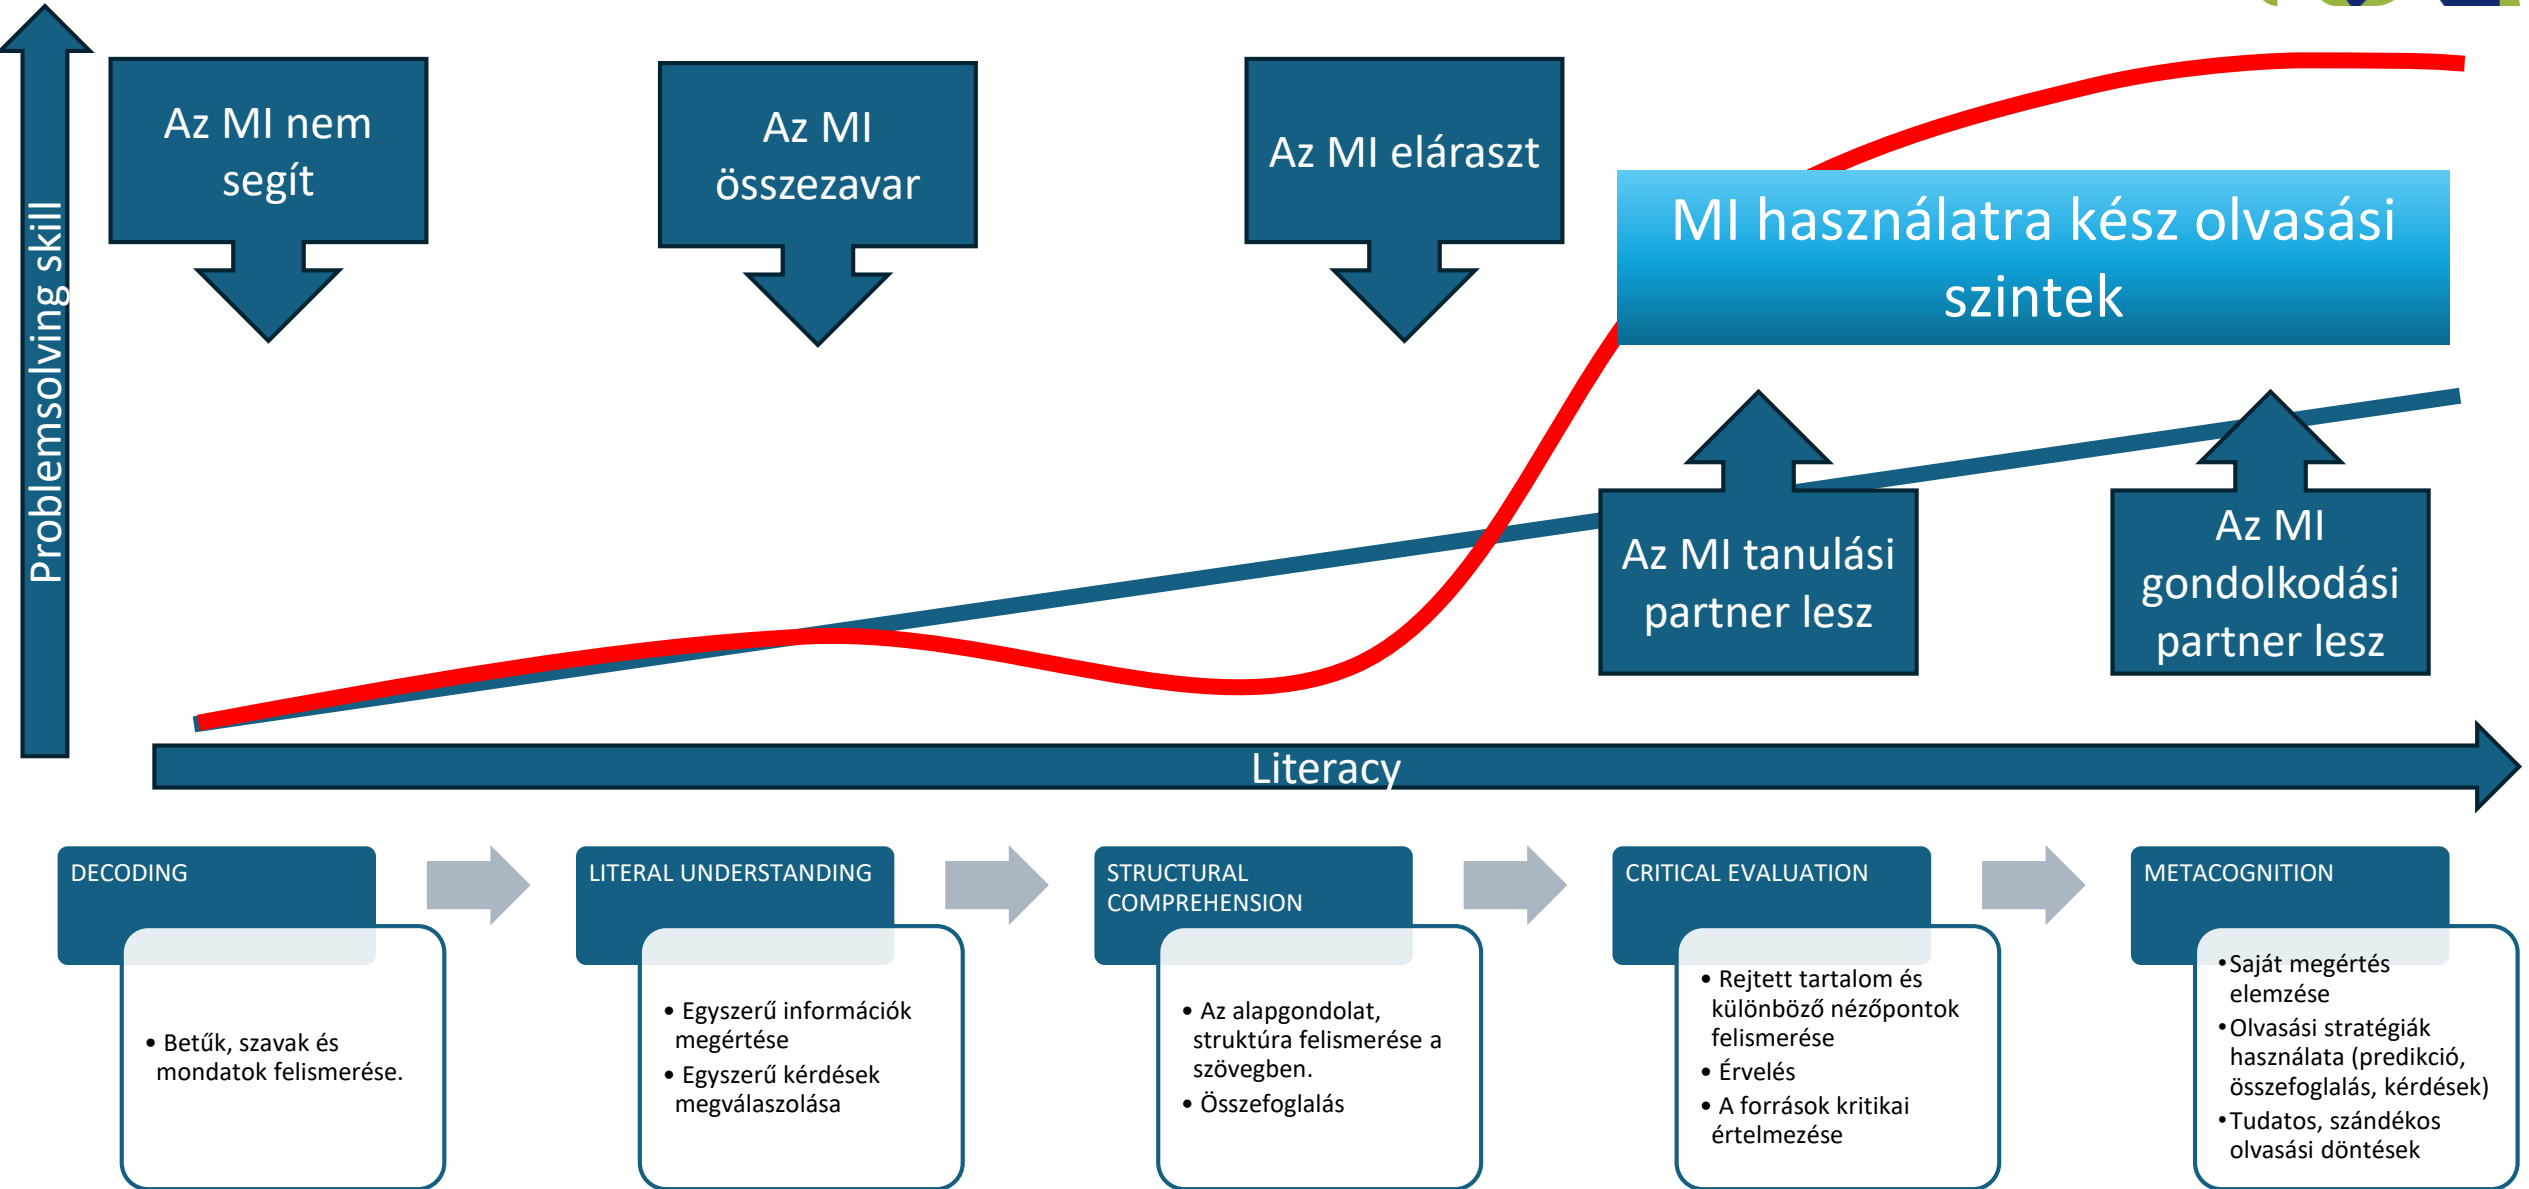 Problemsolving skill
Az MI nem
segít
Az MI
összezavar
Az MI eláraszt
MI használatra kész olvasási
szintek
Az MI tanulási
partner lesz
Az MI
gondolkodási
partner lesz
Literacy
DECODING
• Betűk, szavak és
mondatok felismerése.
LITERAL UNDERSTANDING
• Egyszerű információk
megértése
• Egyszerű kérdések
megválaszolása
STRUCTURAL
COMPREHENSION
• Az alapgondolat,
struktúra felismerése a
szövegben.
• Összefoglalás
CRITICAL EVALUATION
• Rejtett tartalom és
különböző nézőpontok
felismerése
• Érvelés
• A források kritikai
értelmezése
METACOGNITION
• Saját megértés
elemzése
• Olvasási stratégiák
használata (predikció,
összefoglalás, kérdések)
• Tudatos, szándékos
olvasási döntések